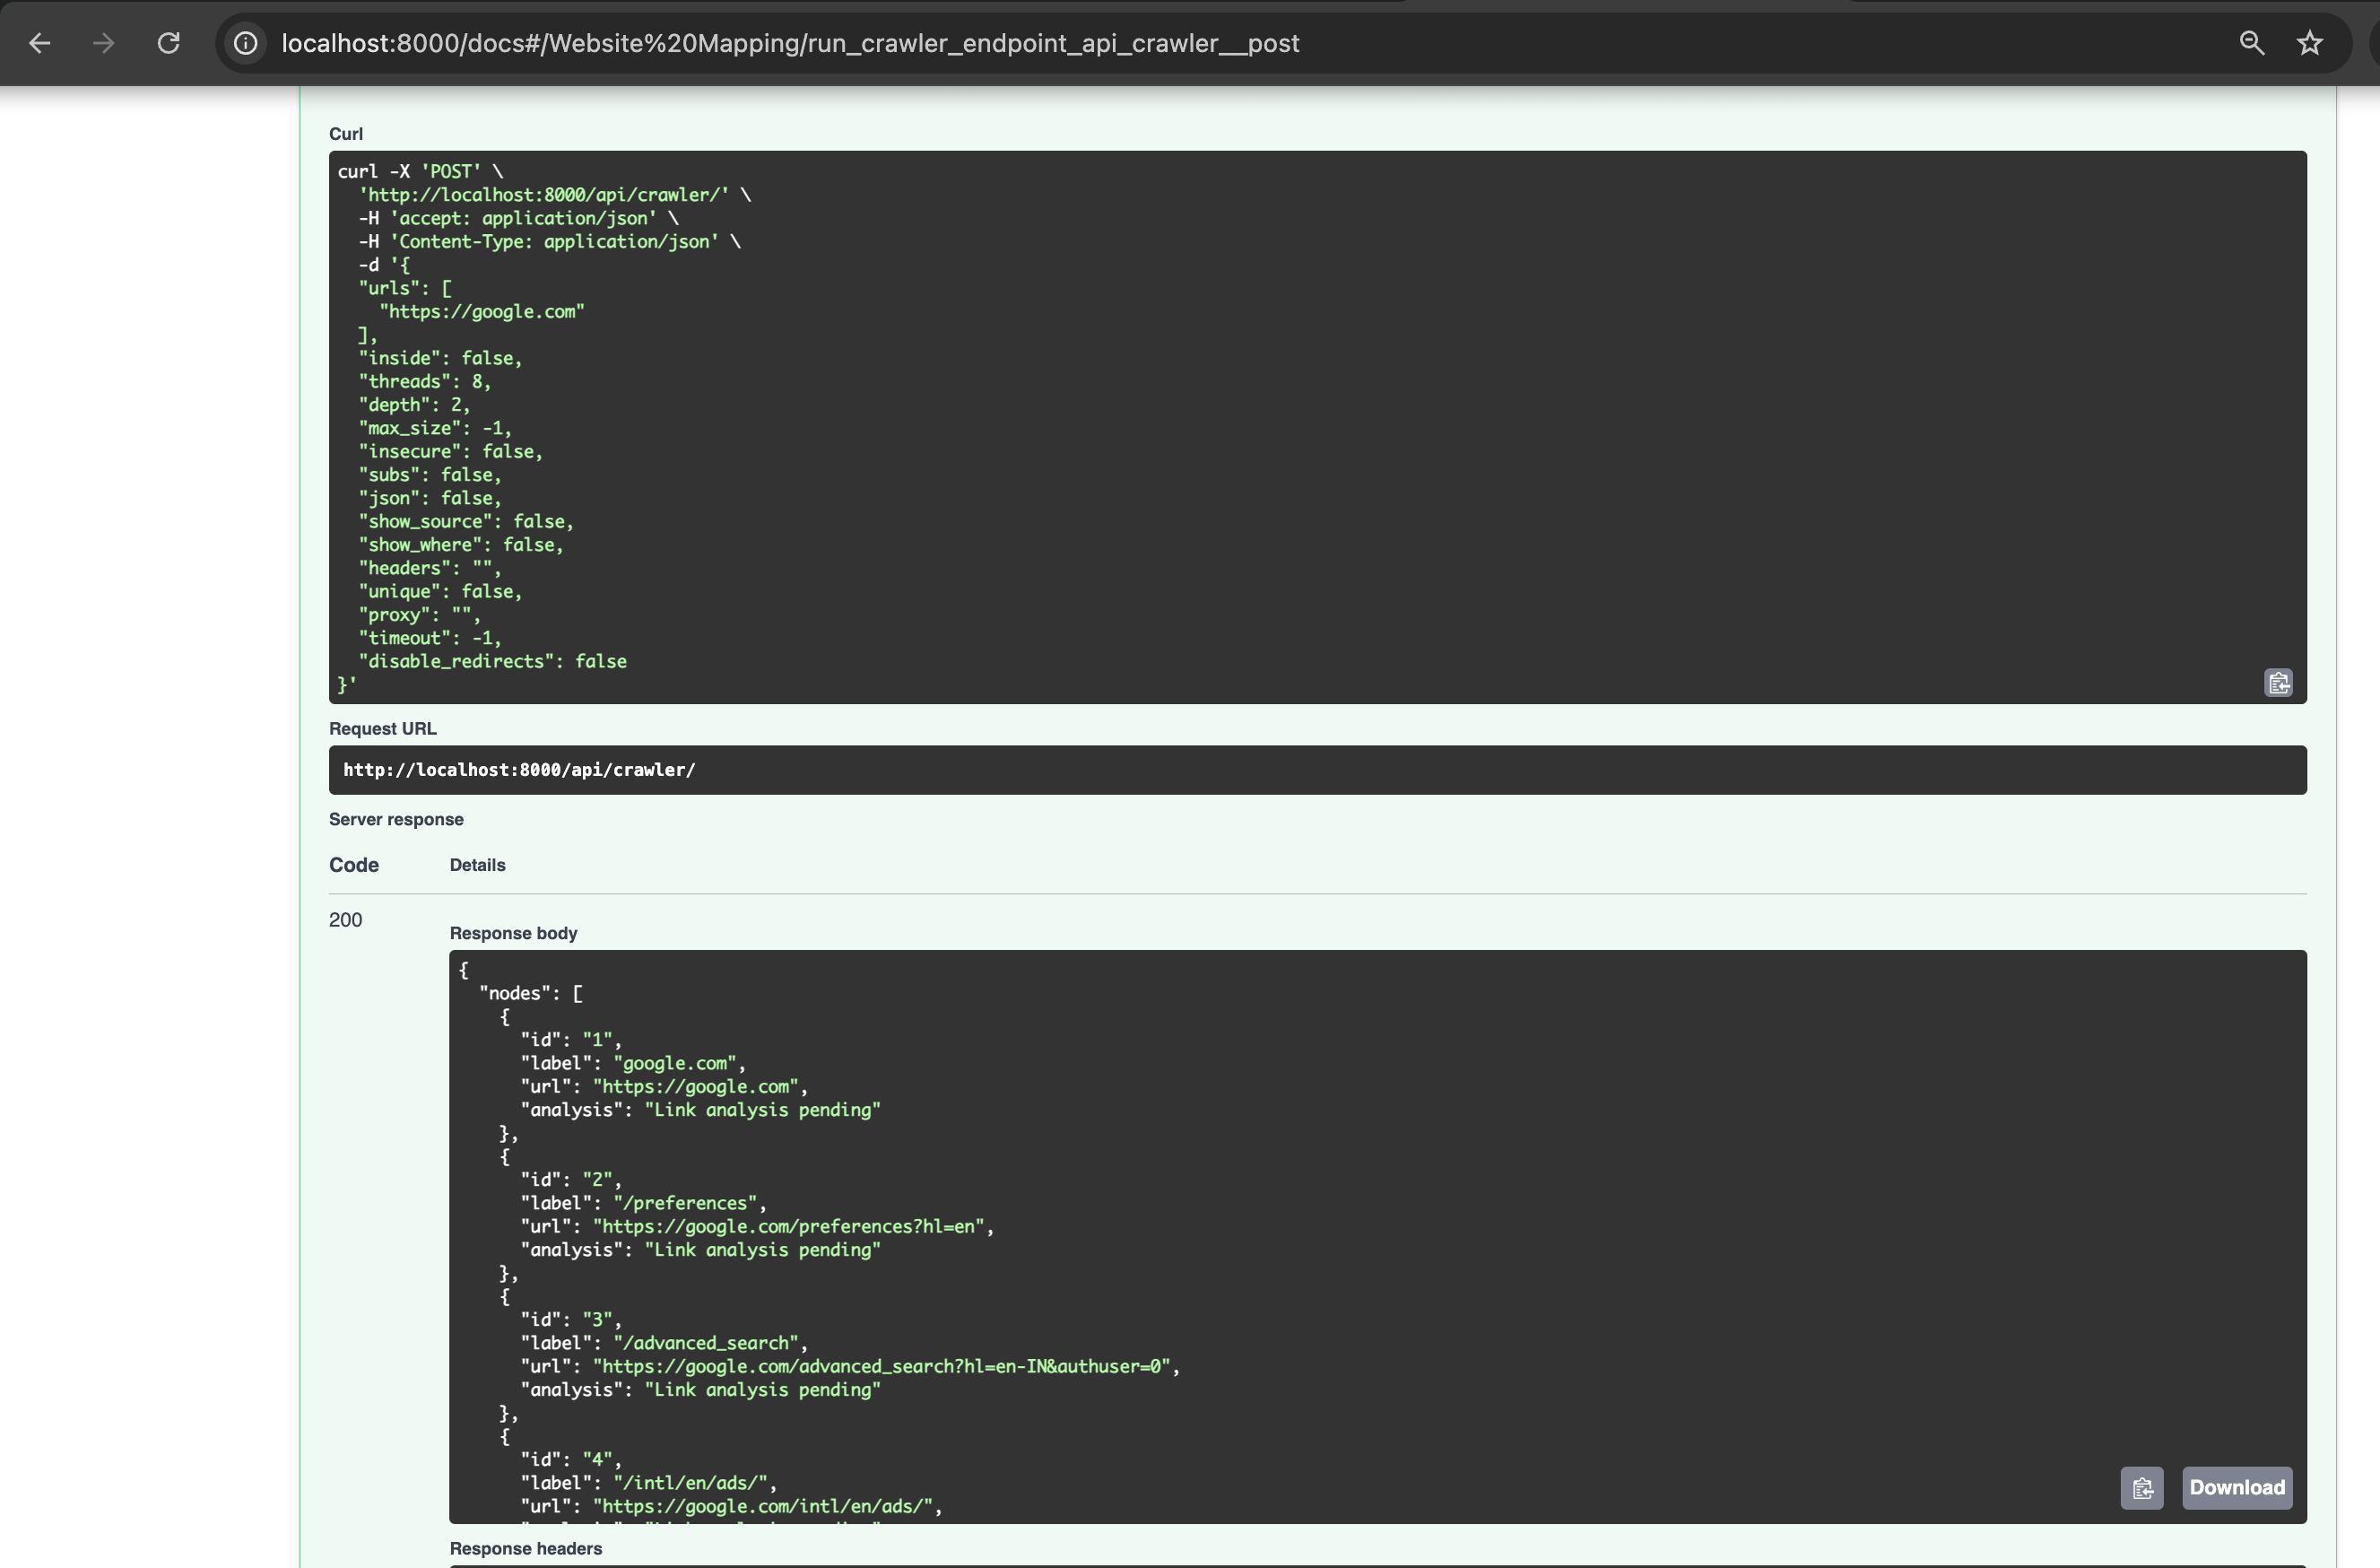 localhost:8000/docs#/Website%20Mapping/run_crawler_endpoint_api_crawler__post
Curl
curl -X 'POST' \
  'http://localhost:8000/api/crawler/' \
  -H 'accept: application/json' \
  -H 'Content-Type: application/json' \
  -d '{
  "urls": [
    "https://google.com"
  ],
  "inside": false,
  "threads": 8,
  "depth": 2,
  "max_size": -1,
  "insecure": false,
  "subs": false,
  "json": false,
  "show_source": false,
  "show_where": false,
  "headers": "",
  "unique": false,
  "proxy": "",
  "timeout": -1,
  "disable_redirects": false
}'
Request URL
http://localhost:8000/api/crawler/
Server response
Code Details
200
Response body
{
  "nodes": [
    {
      "id": "1",
      "label": "google.com",
      "url": "https://google.com",
      "analysis": "Link analysis pending"
    },
    {
      "id": "2",
      "label": "/preferences",
      "url": "https://google.com/preferences?hl=en",
      "analysis": "Link analysis pending"
    },
    {
      "id": "3",
      "label": "/advanced_search",
      "url": "https://google.com/advanced_search?hl=en-IN&authuser=0",
      "analysis": "Link analysis pending"
    },
    {
      "id": "4",
      "label": "/intl/en/ads/",
      "url": "https://google.com/intl/en/ads/",
Download
Response headers